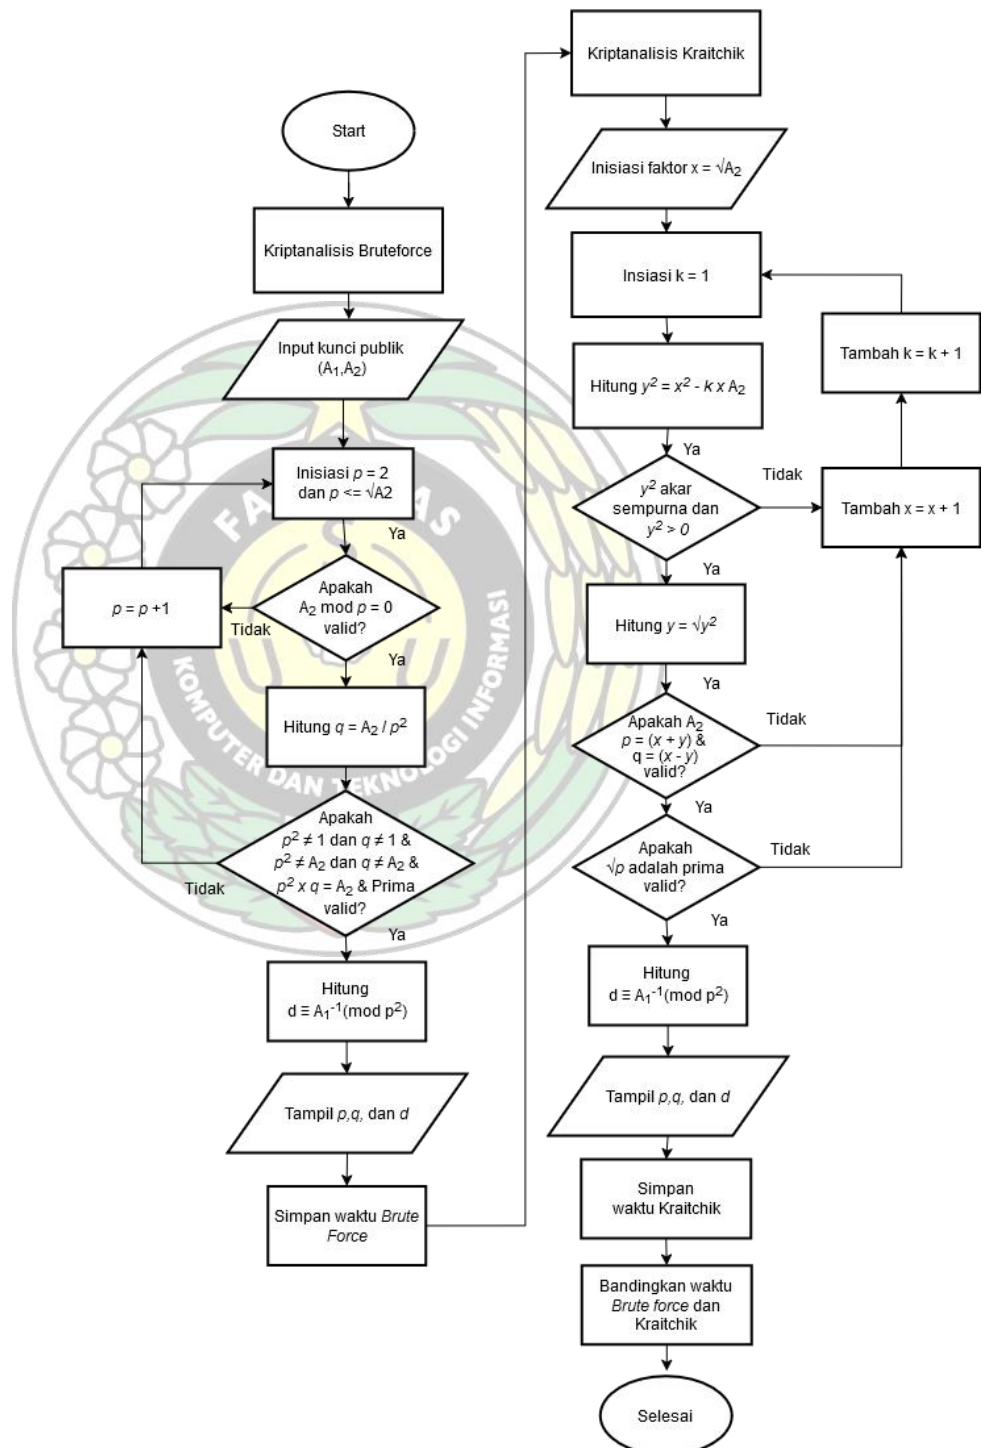 Start
Kriptanalisis Bruteforce
Input kunci publik
(A₁,A₂)
Inisiasi p = 2
dan p <= √A2
Ya
Apakah
A₂ mod p = 0
valid?
Tidak
p = p +1
Ya
Hitung q = A₂ / p²
Apakah
p² ≠ 1 dan q ≠ 1 &
p² ≠ A₂ dan q ≠ A₂ &
p² x q = A₂ & Prima
valid?
Tidak
Ya
Hitung
d ≡ A₁⁻¹(mod p²)
Tampil p,q, dan d
Simpan waktu Brute
Force
Kriptanalisis Kraitchik
Inisiasi faktor x = √A₂
Insiasi k = 1
Tambah k = k + 1
Hitung y² = x² - k x A₂
Ya
y² akar
sempurna dan
y² > 0
Tidak
Tambah x = x + 1
Ya
Hitung y = √y²
Ya
Apakah A₂
p = (x + y) &
q = (x - y)
valid?
Tidak
Ya
Apakah
√p adalah prima
valid?
Tidak
Ya
Hitung
d ≡ A₁⁻¹(mod p²)
Tampil p,q, dan d
Simpan
waktu Kraitchik
Bandingkan waktu
Brute force dan
Kraitchik
Selesai
KOMPUTER DAN TEKNOLOGI INFORMASI